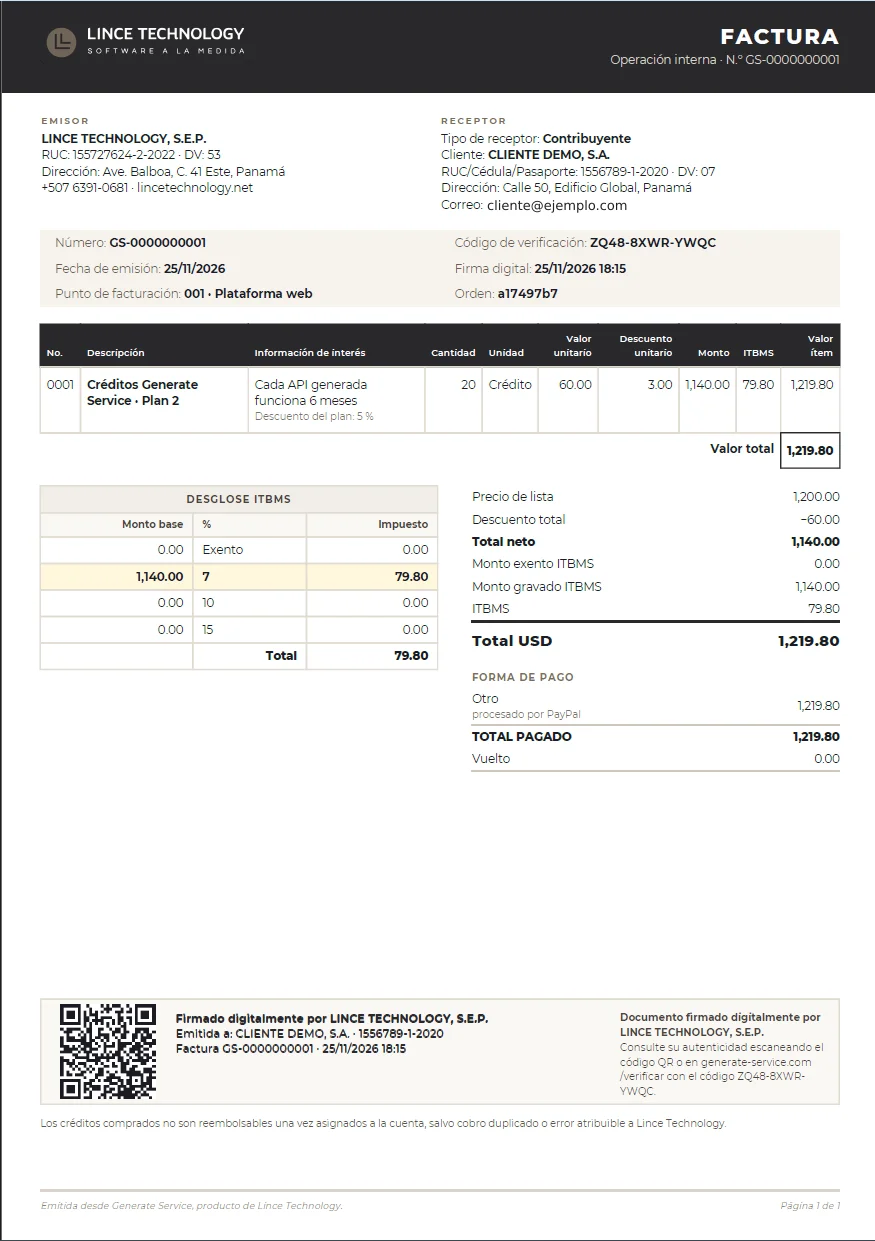 LINCE TECHNOLOGY
SOFTWARE A LA MEDIDA
FACTURA
Operación interna · N.º GS-0000000001
EMISOR
LINCE TECHNOLOGY, S.E.P.
RUC: 155727624-2-2022 · DV: 53
Dirección: Ave. Balboa, C. 41 Este, Panamá
+507 6391-0681 · lincetechnology.net
RECEPTOR
Tipo de receptor: Contribuyente
Cliente: CLIENTE DEMO, S.A.
RUC/Cédula/Pasaporte: 1556789-1-2020 · DV: 07
Dirección: Calle 50, Edificio Global, Panamá
Correo: cliente@ejemplo.com
Número: GS-0000000001
Código de verificación: ZQ48-8XWR-YWQC
Fecha de emisión: 25/11/2026
Firma digital: 25/11/2026 18:15
Punto de facturación: 001 · Plataforma web
Orden: a17497b7
No. Descripción Información de interés Cantidad Unidad Valor unitario Descuento unitario Monto ITBMS Valor ítem
0001 Créditos Generate Cada API generada 20 Crédito 60.00 3.00 1,140.00 79.80 1,219.80
Service · Plan 2 funciona 6 meses
Descuento del plan: 5 %
Valor total 1,219.80
DESGLOSE ITBMS
Monto base % Impuesto
0.00 Exento 0.00
1,140.00 7 79.80
0.00 10 0.00
0.00 15 0.00
Total 79.80
Precio de lista 1,200.00
Descuento total −60.00
Total neto 1,140.00
Monto exento ITBMS 0.00
Monto gravado ITBMS 1,140.00
ITBMS 79.80
Total USD 1,219.80
FORMA DE PAGO
Otro 1,219.80
procesado por PayPal
TOTAL PAGADO 1,219.80
Vuelto 0.00
Firmado digitalmente por LINCE TECHNOLOGY, S.E.P.
Emitida a: CLIENTE DEMO, S.A. · 1556789-1-2020
Factura GS-0000000001 · 25/11/2026 18:15
Documento firmado digitalmente por
LINCE TECHNOLOGY, S.E.P.
Consulte su autenticidad escaneando el
código QR o en generate-service.com
/verificar con el código ZQ48-8XWR-
YWQC.
Los créditos comprados no son reembolsables una vez asignados a la cuenta, salvo cobro duplicado o error atribuible a Lince Technology.
Emitida desde Generate Service, producto de Lince Technology.
Página 1 de 1